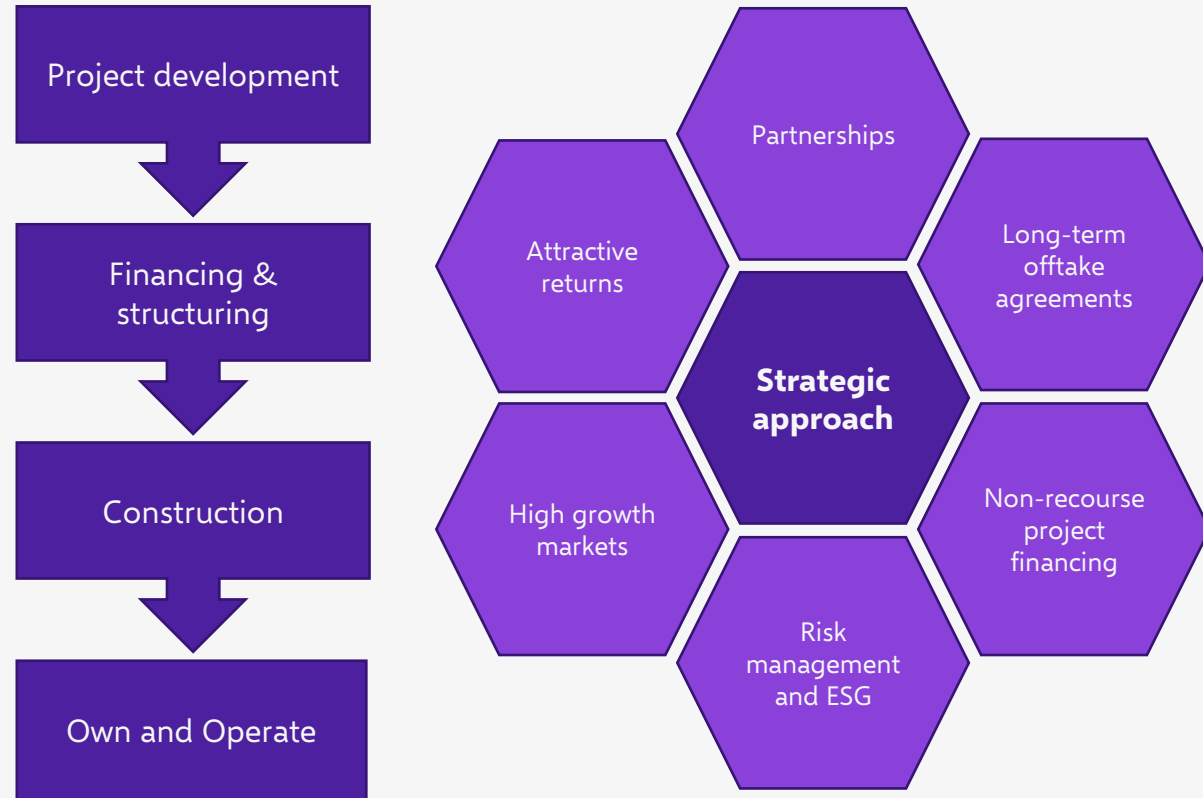 Project development
Financing &
structuring
Construction
Own and Operate
Partnerships
Attractive
returns
Long-term
offtake
agreements
Strategic
approach
High growth
markets
Non-recourse
project
financing
Risk
management
and ESG